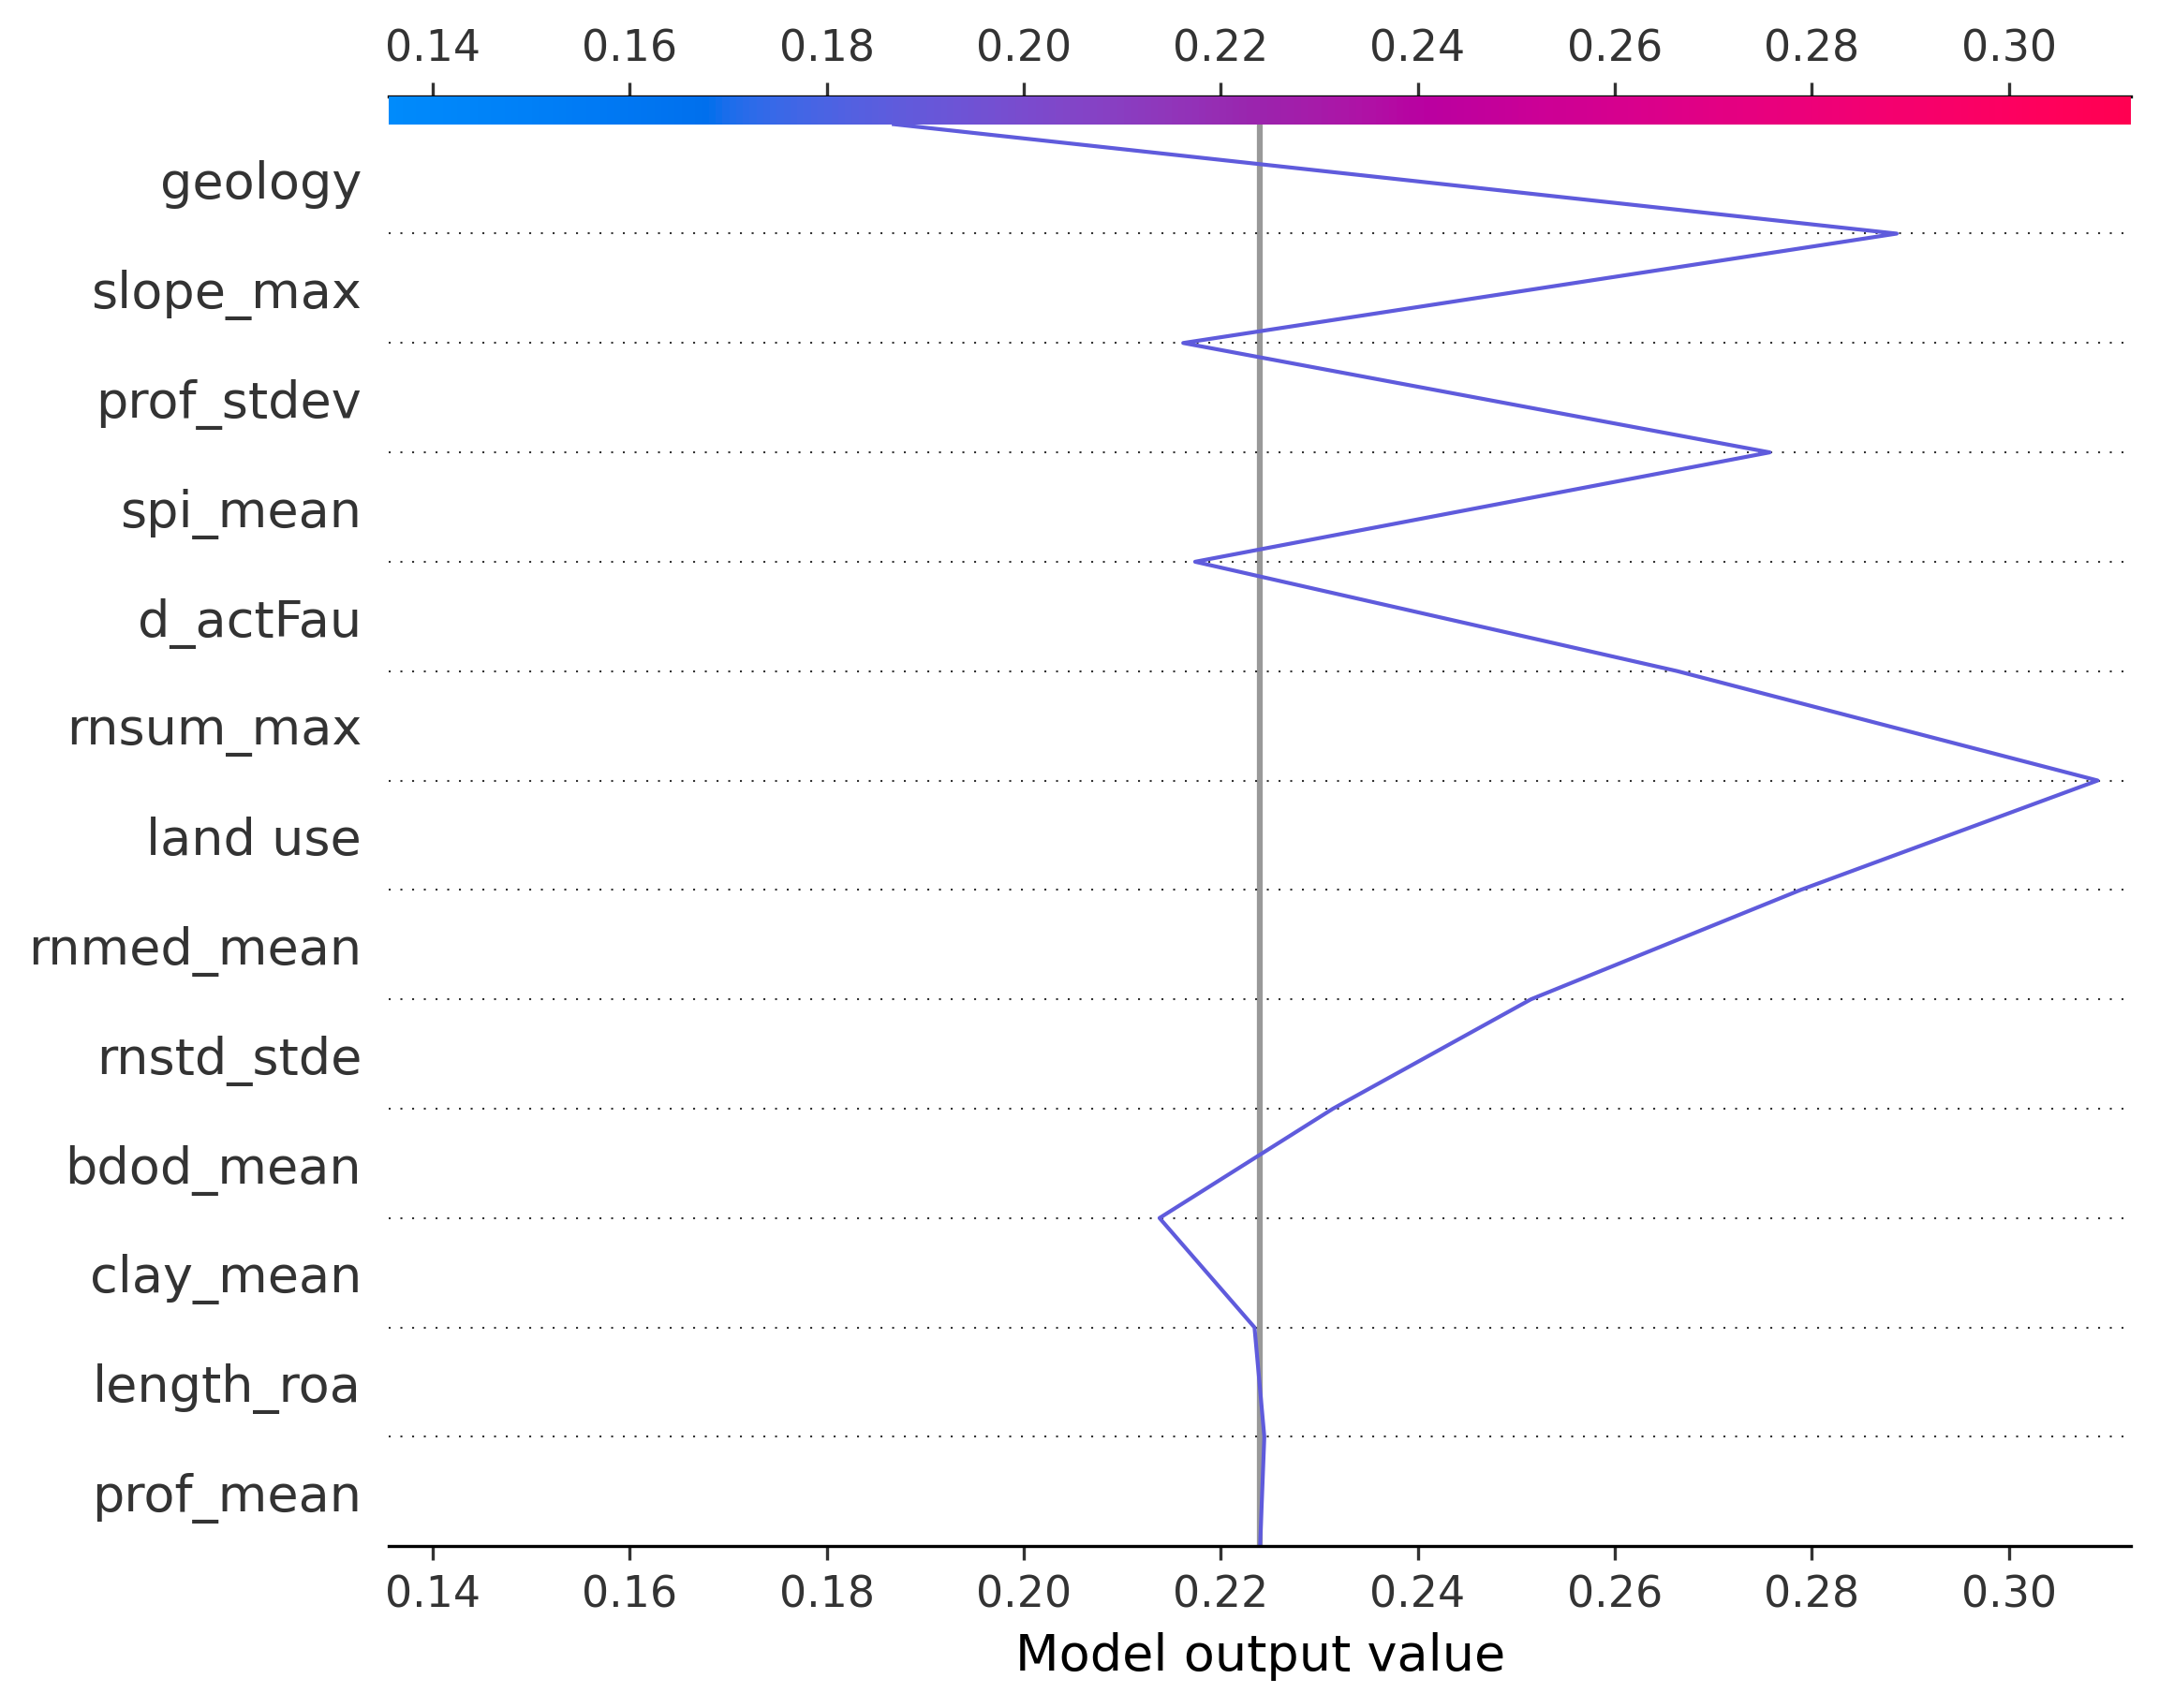 0.14 0.16 0.18 0.20 0.22 0.24 0.26 0.28 0.30
geology
slope_max
prof_stdev
spi_mean
d_actFau
rnsum_max
land use
rnmed_mean
rnstd_stde
bdod_mean
clay_mean
length_roa
prof_mean
0.14 0.16 0.18 0.20 0.22 0.24 0.26 0.28 0.30
Model output value